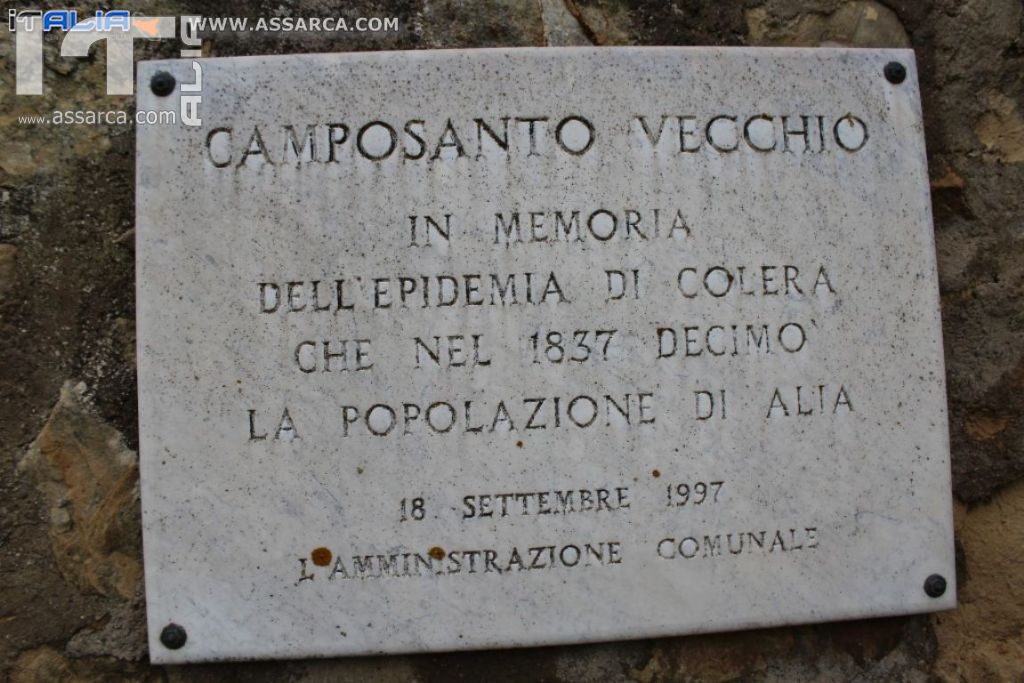 iTALIA
WWW.ASSARCA.COM
IT
ALIA
www.assarca.com
CAMPOSANTO VECCHIO
IN MEMORIA
DELL'EPIDEMIA DI COLERA
CHE NEL 1837 DECIMO'
LA POPOLAZIONE DI ALIA
18 SETTEMBRE 1997
L'AMMINISTRAZIONE COMUNALE